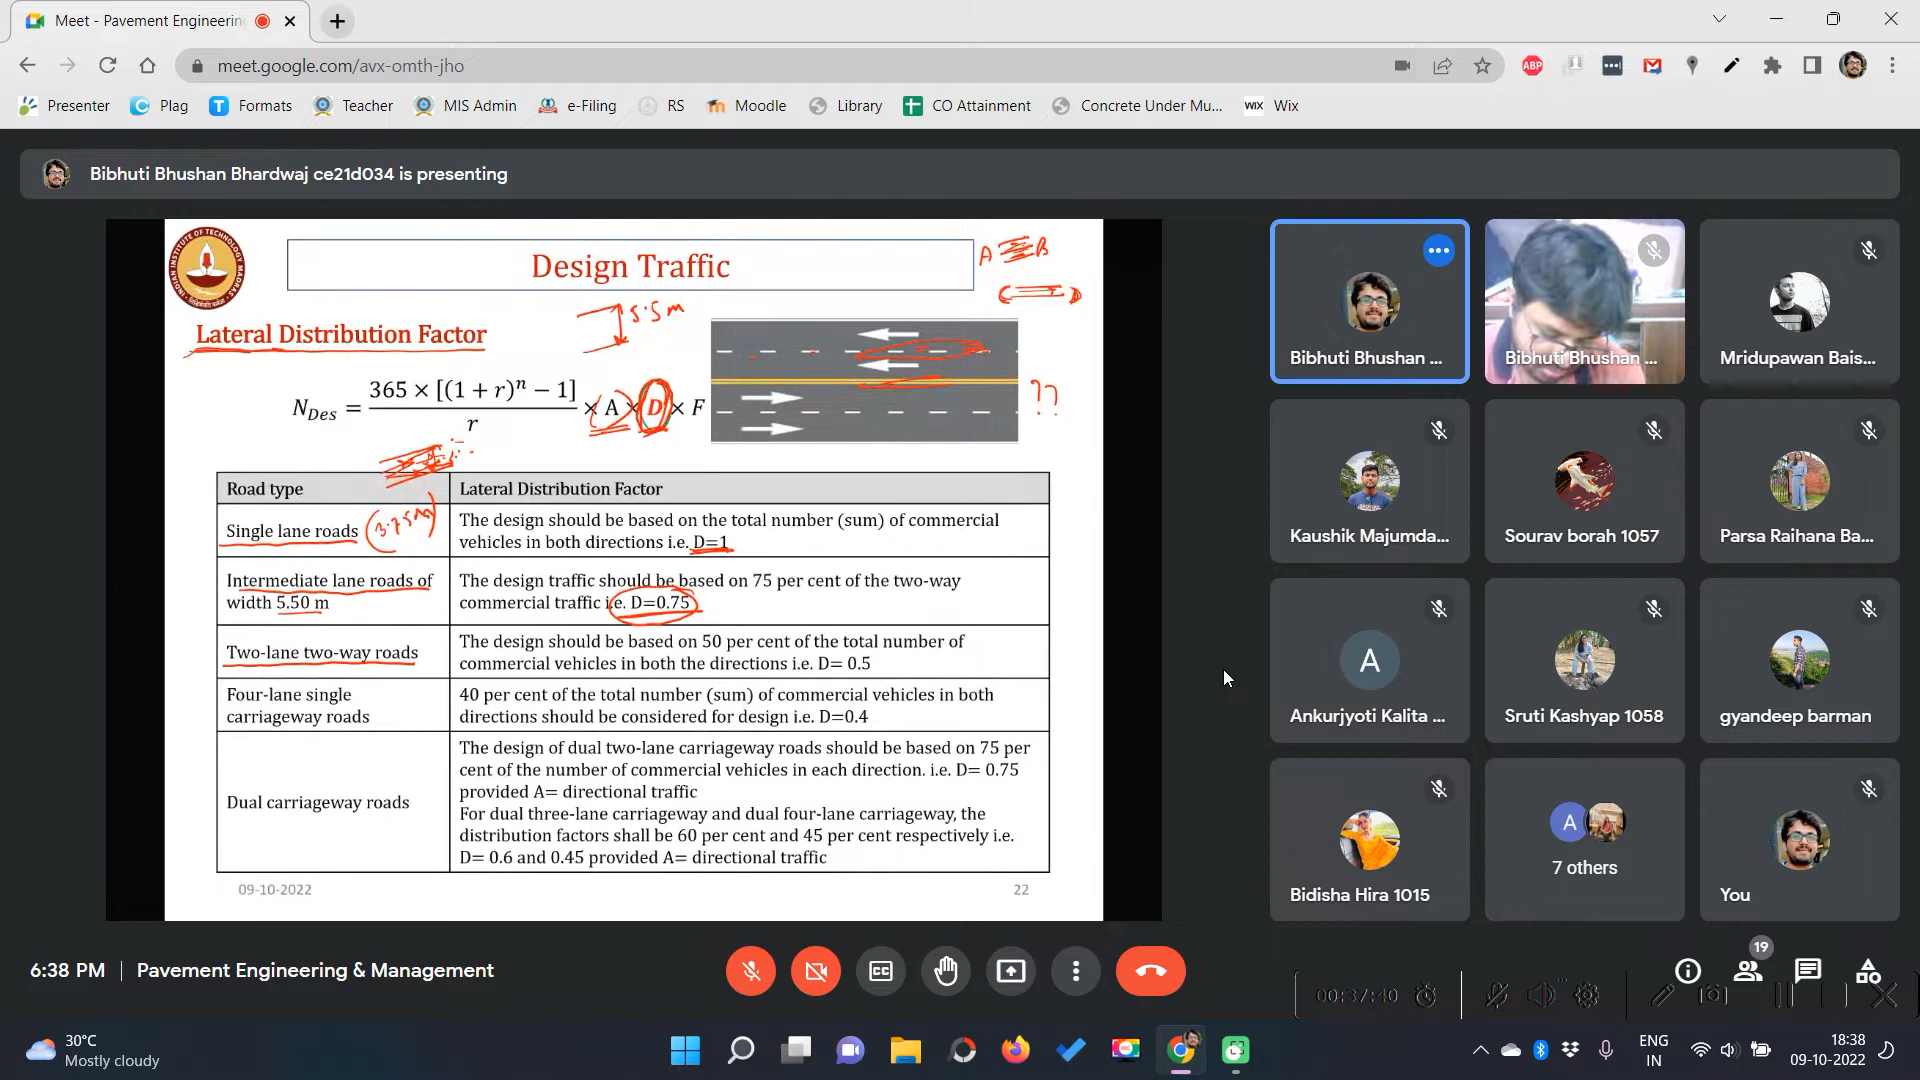 Meet - Pavement Engineerin
meet.google.com/avx-omth-jho
ABP
Presenter
Plag
Formats
Teacher
MIS Admin
e-Filing
RS
Moodle
Library
CO Attainment
Concrete Under Mu...
WIX
Wix
Bibhuti Bhushan Bhardwaj ce21d034 is presenting
Design Traffic
A B
5.5m
Lateral Distribution Factor
N_Des = 365 × [(1 + r)^n − 1] / r × A × D × F
??
Road type
Lateral Distribution Factor
Single lane roads
(3.75m)
The design should be based on the total number (sum) of commercial
vehicles in both directions i.e. D=1
Intermediate lane roads of
width 5.50 m
The design traffic should be based on 75 per cent of the two-way
commercial traffic i.e. D=0.75
Two-lane two-way roads
The design should be based on 50 per cent of the total number of
commercial vehicles in both the directions i.e. D= 0.5
Four-lane single
carriageway roads
40 per cent of the total number (sum) of commercial vehicles in both
directions should be considered for design i.e. D=0.4
Dual carriageway roads
The design of dual two-lane carriageway roads should be based on 75 per
cent of the number of commercial vehicles in each direction. i.e. D= 0.75
provided A= directional traffic
For dual three-lane carriageway and dual four-lane carriageway, the
distribution factors shall be 60 per cent and 45 per cent respectively i.e.
D= 0.6 and 0.45 provided A= directional traffic
09-10-2022
22
Bibhuti Bhushan ...
Bibhuti Bhushan ...
Mridupawan Bais...
Kaushik Majumda...
Sourav borah 1057
Parsa Raihana Ba...
A
Ankurjyoti Kalita ...
Sruti Kashyap 1058
gyandeep barman
Bidisha Hira 1015
A
7 others
You
6:38 PM | Pavement Engineering & Management
CC
19
00:37:40
30°C
Mostly cloudy
ENG
IN
18:38
09-10-2022